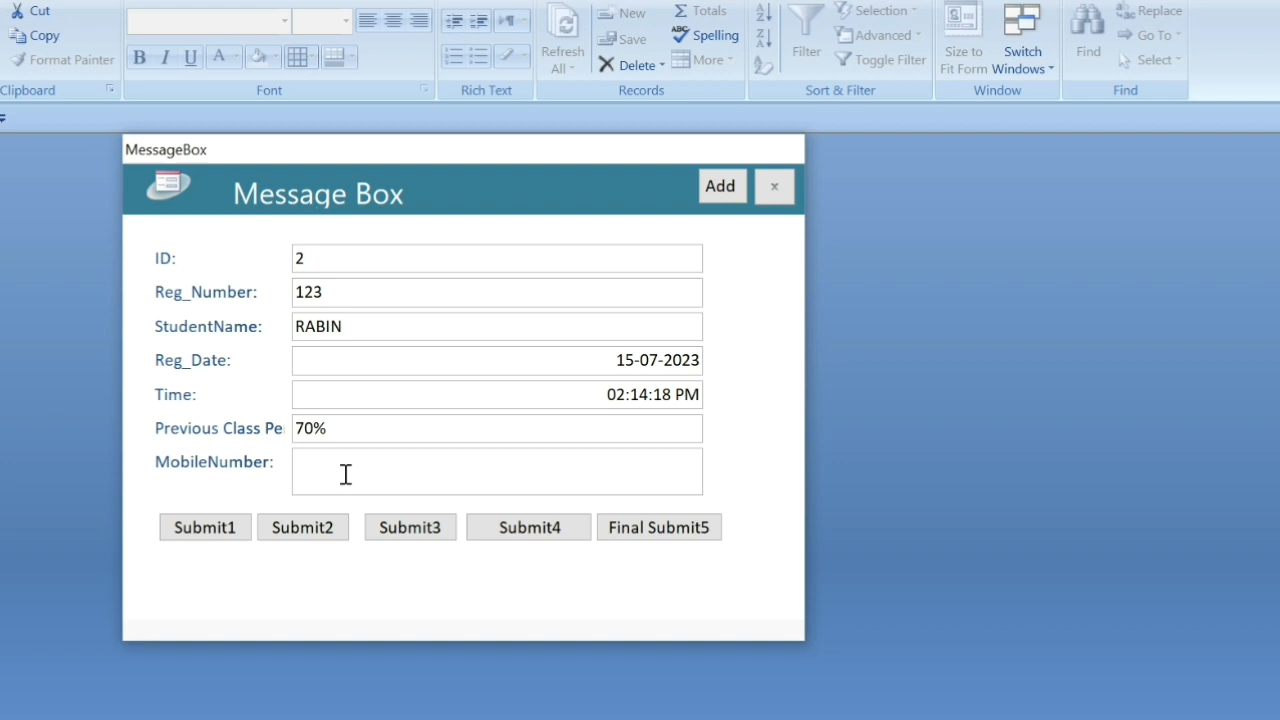 Cut
Copy
Format Painter
Clipboard
B I U A
Font
Rich Text
Refresh
All
New
Save
Delete
Totals
Spelling
More
Records
Filter
Selection
Advanced
Toggle Filter
Sort & Filter
Size to
Fit Form
Switch
Windows
Window
Find
Replace
Go To
Select
Find
MessageBox
Message Box
Add
×
ID: 2
Reg_Number: 123
StudentName: RABIN
Reg_Date: 15-07-2023
Time: 02:14:18 PM
Previous Class Pe 70%
MobileNumber:
Submit1 Submit2 Submit3 Submit4 Final Submit5